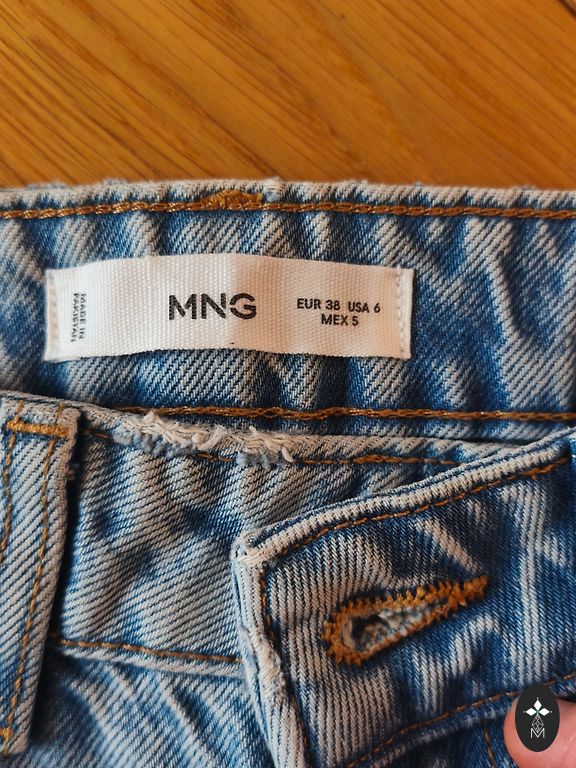 MADE IN
PAKISTAN
MNG
EUR 38 USA 6
MEX 5